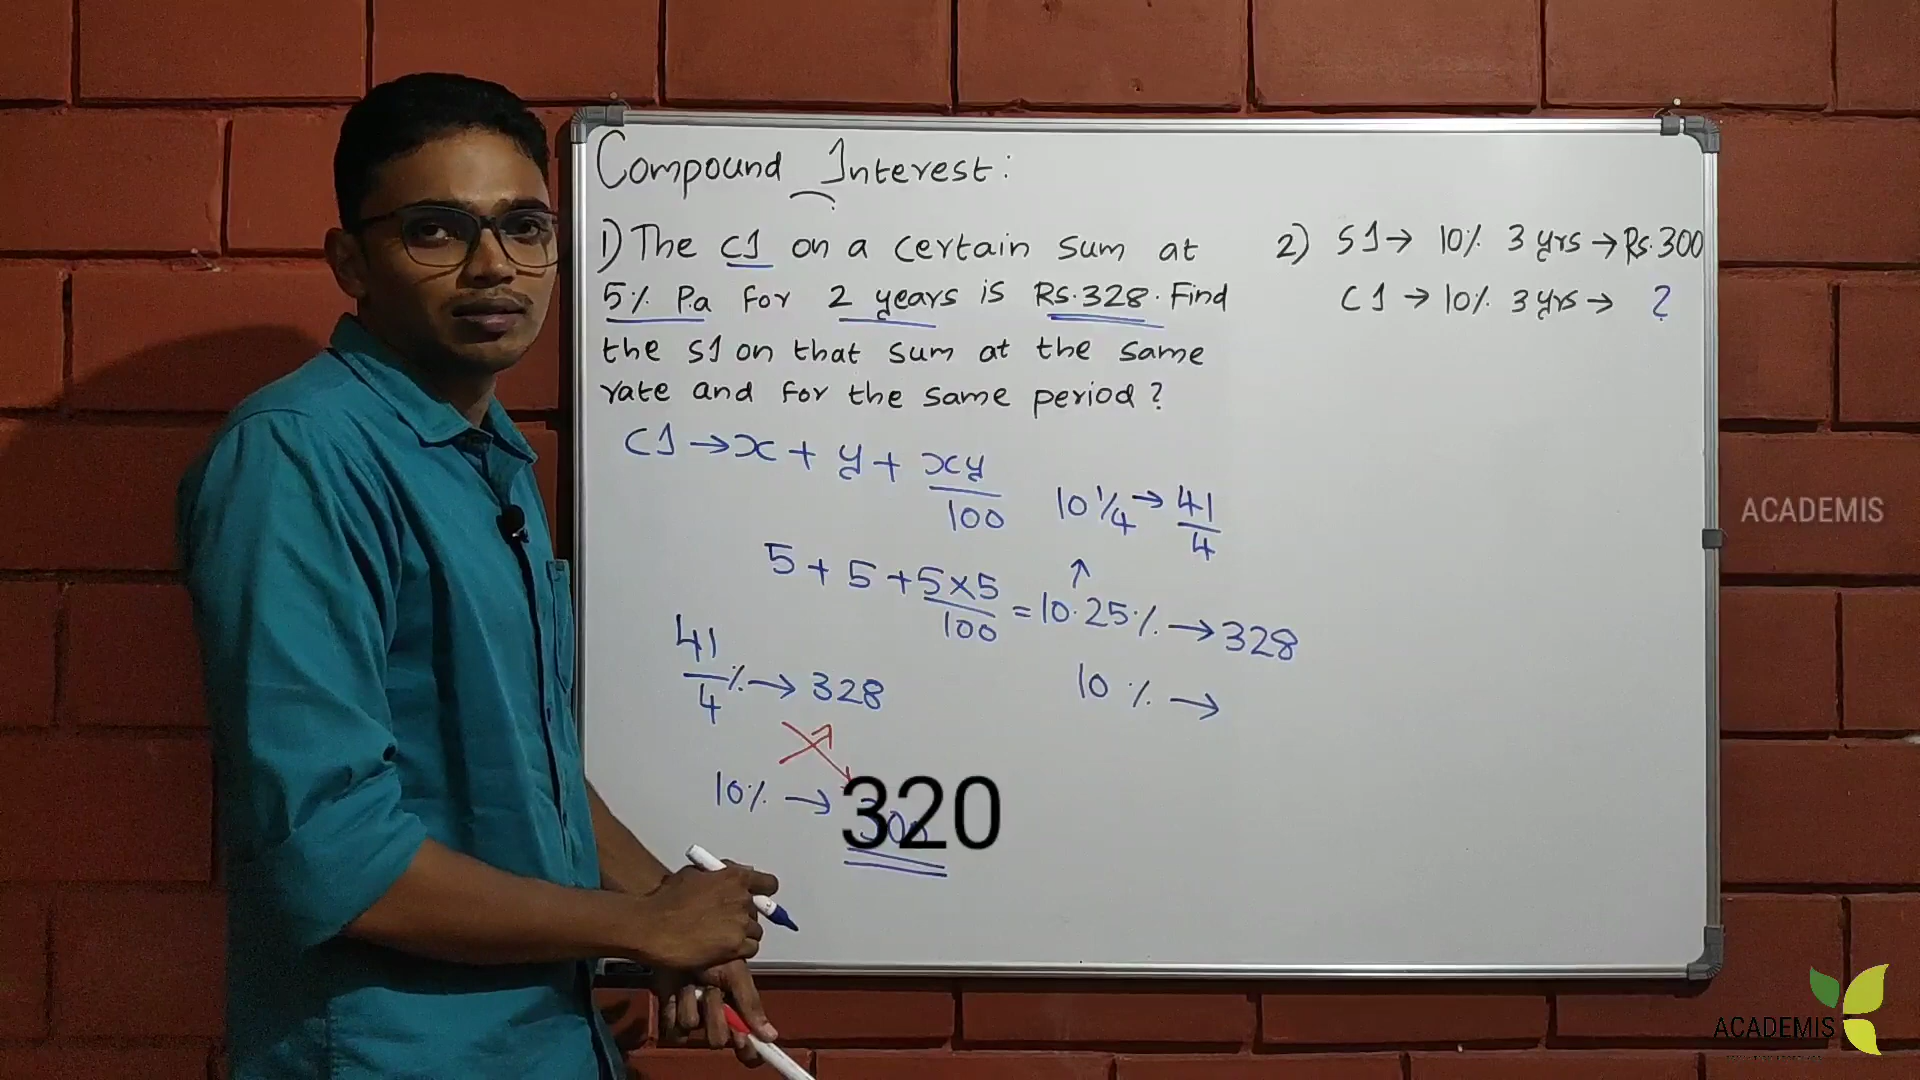 Compound Interest:
1) The CI on a certain sum at
5% P.a for 2 years is Rs.328. Find
the SI on that sum at the same
rate and for the same period?
CI → x + y + xy/100
10 1/4 → 41/4
5 + 5 + 5×5/100 = 10.25% → 328
10% →
41/4 % → 328
10% → 320
2) SI → 10% 3 yrs → Rs.300
CI → 10% 3 yrs → ?
ACADEMIS
ACADEMIS